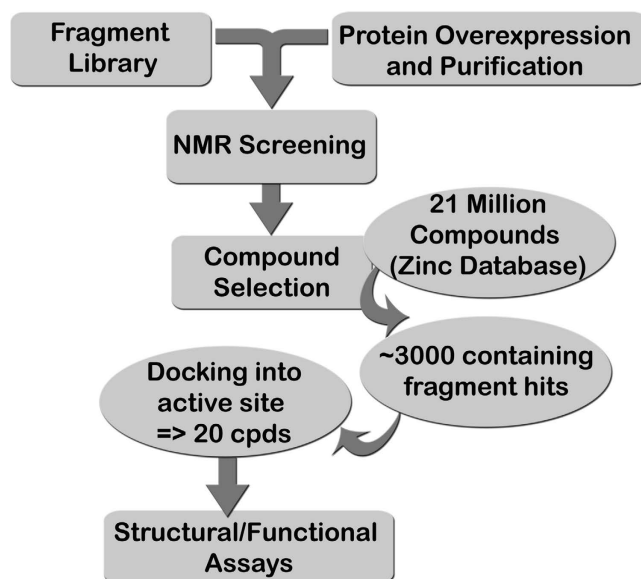 Fragment
Library
Protein Overexpression
and Purification
NMR Screening
21 Million
Compounds
(Zinc Database)
Compound
Selection
~3000 containing
fragment hits
Docking into
active site
=> 20 cpds
Structural/Functional
Assays